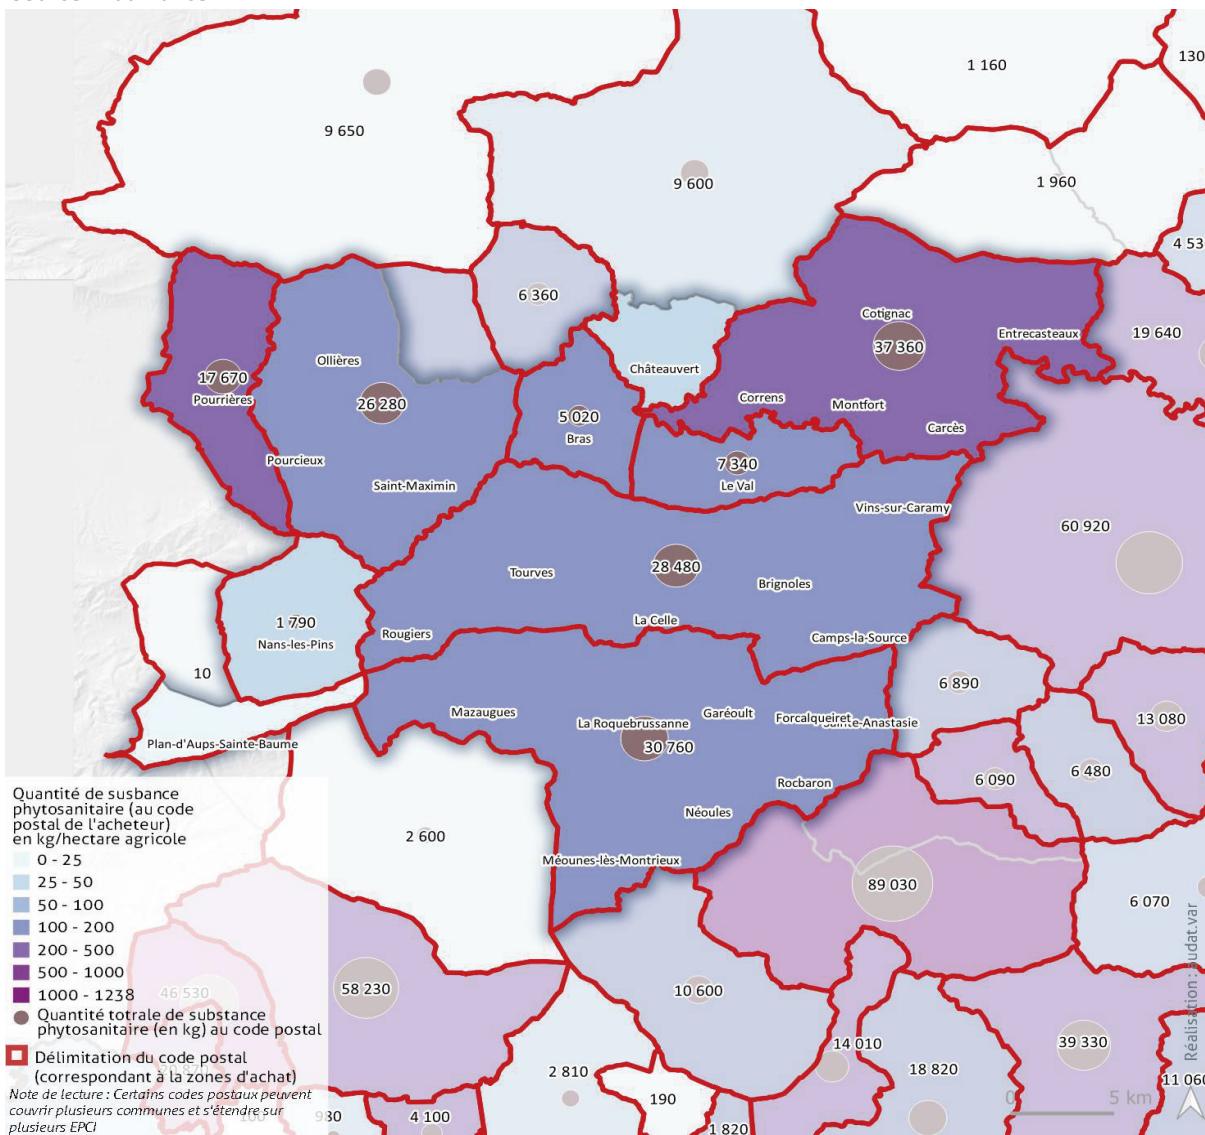 1 160
130
9 650
9 600
1 960
4 53
6 360
Cotignac
Entrecasteaux
19 640
37 360
Ollières
Châteauvert
17 670
Pourrières
26 280
Correns
Montfort
5 020
Bras
Carcès
Pourcieux
7 340
Le Val
Saint-Maximin
Vins-sur-Caramy
60 920
28 480
Tourves
Brignoles
1 790
La Celle
Nans-les-Pins
Rougiers
Camps-la-Source
10
6 890
Mazaugues
La Roquebrussanne
Garéoult
Forcalqueiret
Sainte-Anastasie
13 080
Plan-d'Aups-Sainte-Baume
30 760
6 090
6 480
Rocbaron
Néoules
2 600
Méounes-lès-Montrieux
89 030
6 070
Quantité de susbance
phytosanitaire (au code
postal de l'acheteur)
en kg/hectare agricole
0 - 25
25 - 50
50 - 100
100 - 200
200 - 500
500 - 1000
1000 - 1238
Quantité totrale de substance
phytosanitaire (en kg) au code postal
Délimitation du code postal
(correspondant à la zones d'achat)
Note de lecture : Certains codes postaux peuvent
couvrir plusieurs communes et s'étendre sur
plusieurs EPCI
46 530
58 230
10 600
20 870
100
980
4 100
2 810
190
1 820
14 010
18 820
39 330
11 060
0 5 km
Réalisation : audat.var